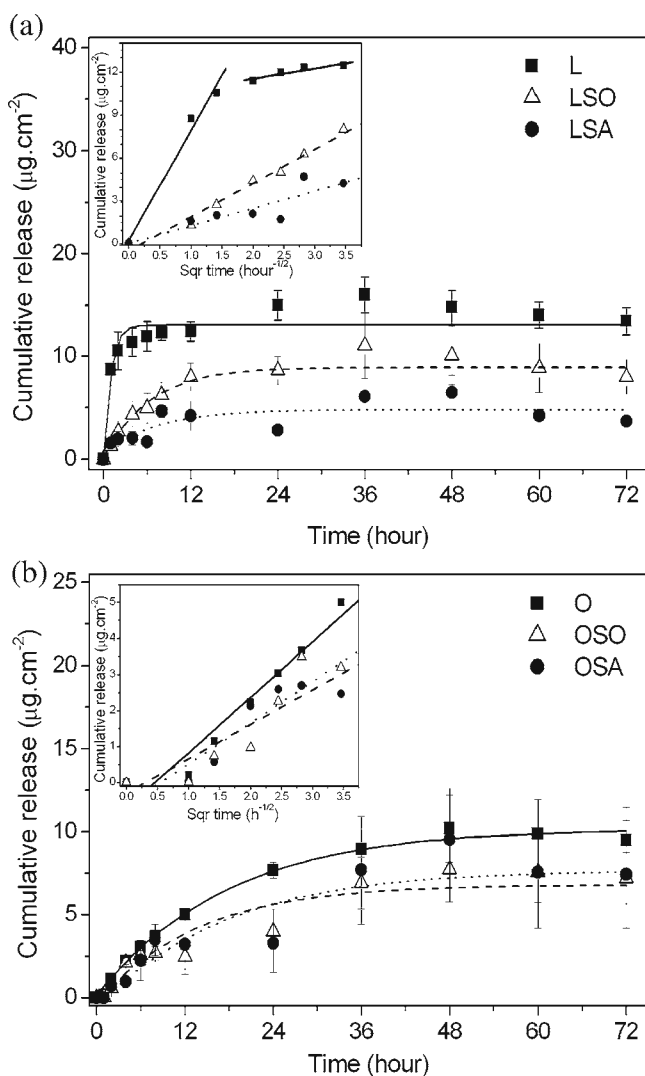 (a)
40
30
20
10
0
Cumulative release (µg.cm⁻²)
L
LSO
LSA
12
9
6
3
0
Cumulative release (µg.cm⁻²)
0.0 0.5 1.0 1.5 2.0 2.5 3.0 3.5
Sqr time (hour⁻¹/²)
0 12 24 36 48 60 72
Time (hour)
(b)
25
20
15
10
5
0
Cumulative release (µg.cm⁻²)
O
OSO
OSA
5
4
3
2
1
0
Cumulative release (µg.cm⁻²)
0.0 0.5 1.0 1.5 2.0 2.5 3.0 3.5
Sqr time (h⁻¹/²)
0 12 24 36 48 60 72
Time (hour)